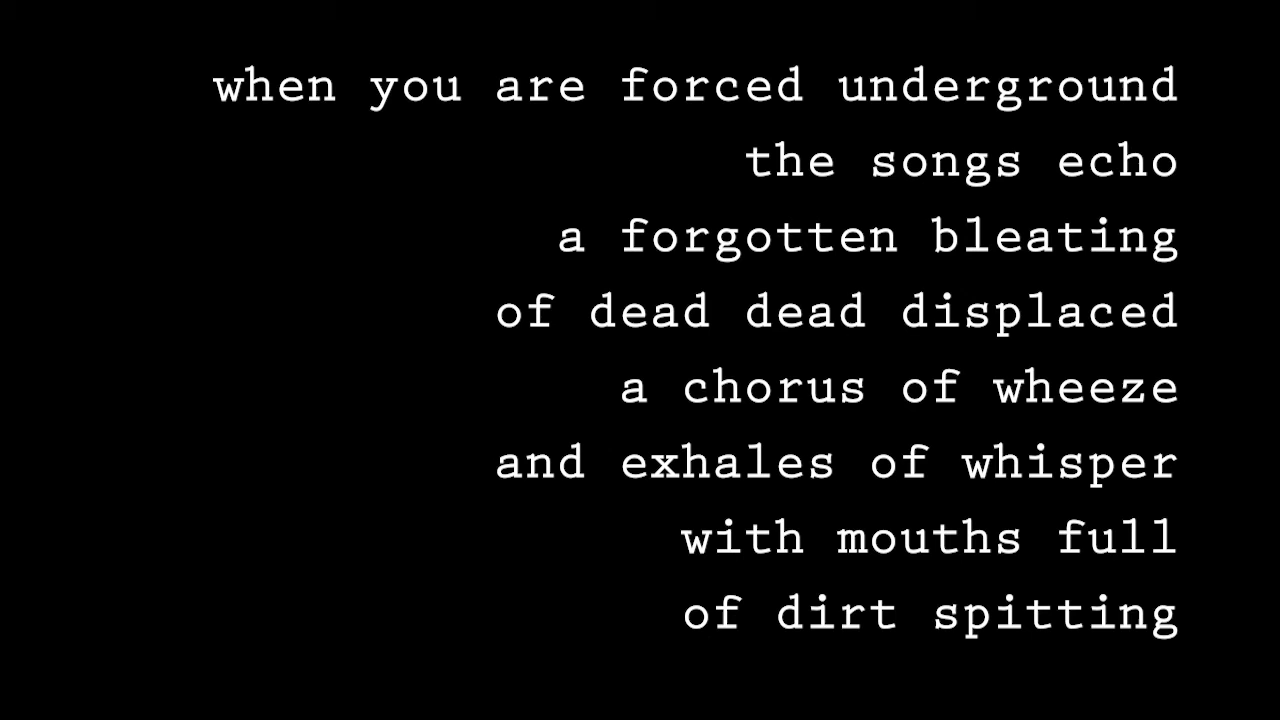 when you are forced underground
the songs echo
a forgotten bleating
of dead dead displaced
a chorus of wheeze
and exhales of whisper
with mouths full
of dirt spitting